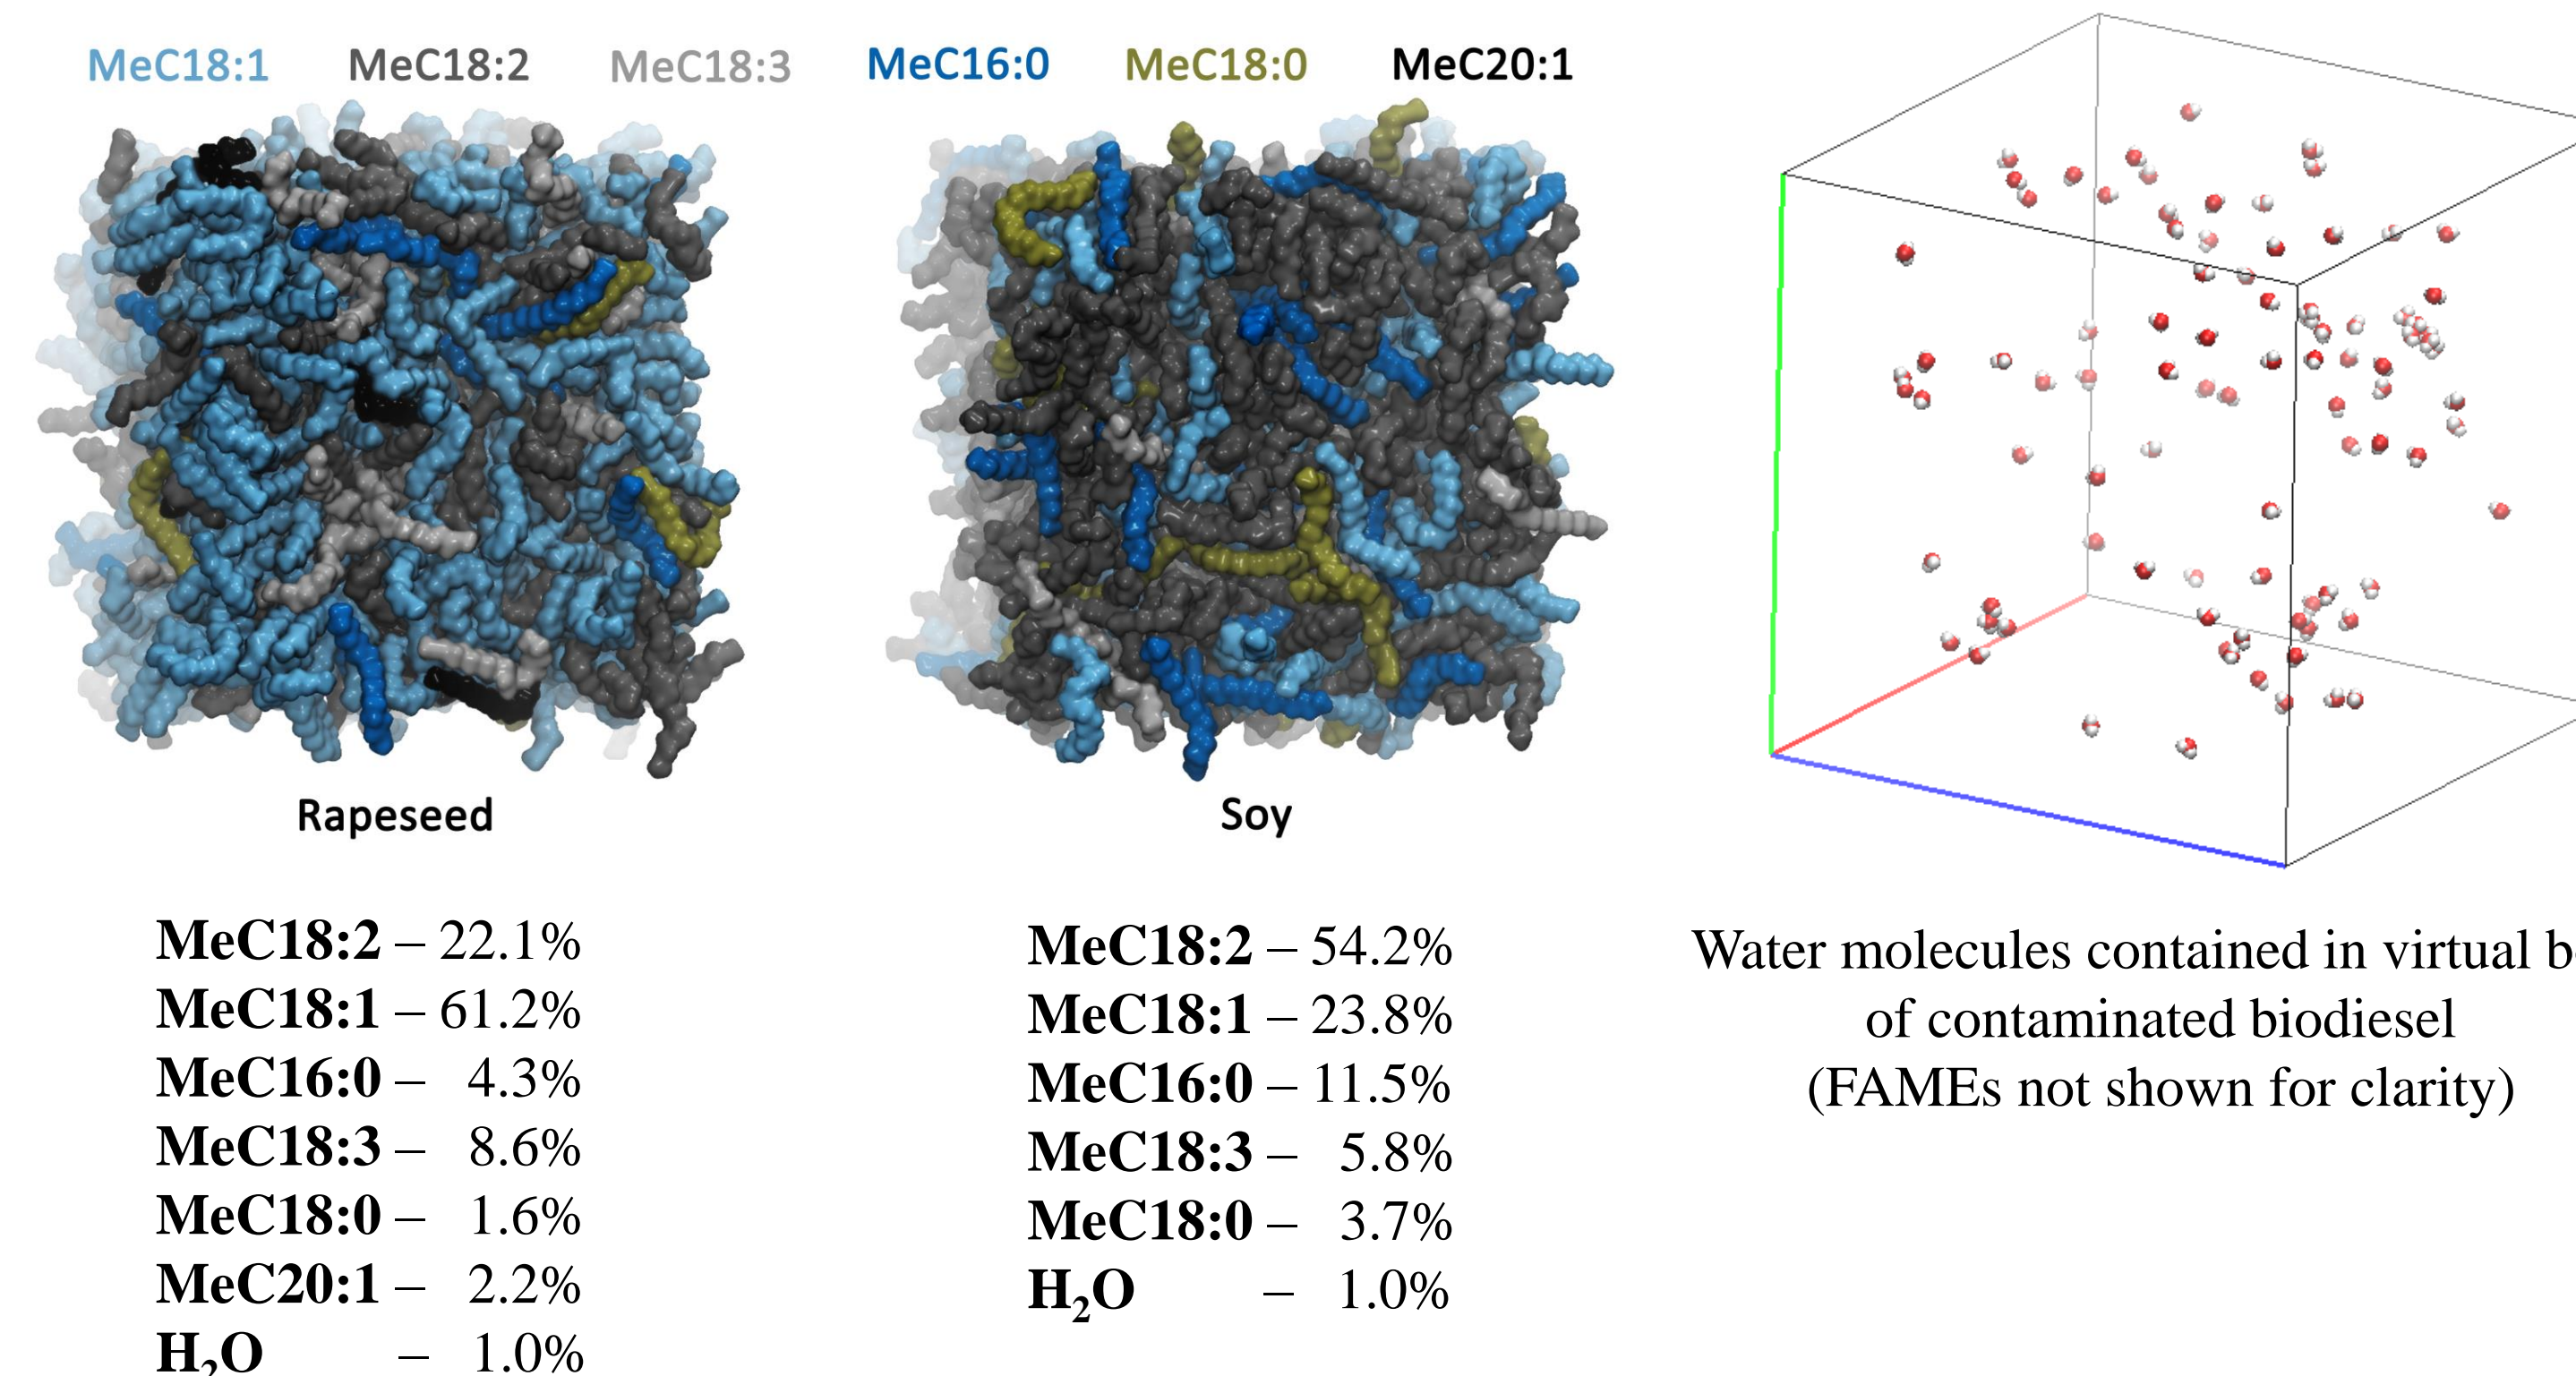 MeC18:1 MeC18:2 MeC18:3 MeC16:0 MeC18:0 MeC20:1
Rapeseed
Soy
MeC18:2 – 22.1%
MeC18:1 – 61.2%
MeC16:0 – 4.3%
MeC18:3 – 8.6%
MeC18:0 – 1.6%
MeC20:1 – 2.2%
H₂O – 1.0%
MeC18:2 – 54.2%
MeC18:1 – 23.8%
MeC16:0 – 11.5%
MeC18:3 – 5.8%
MeC18:0 – 3.7%
H₂O – 1.0%
Water molecules contained in virtual
of contaminated biodiesel
(FAMEs not shown for clarity)